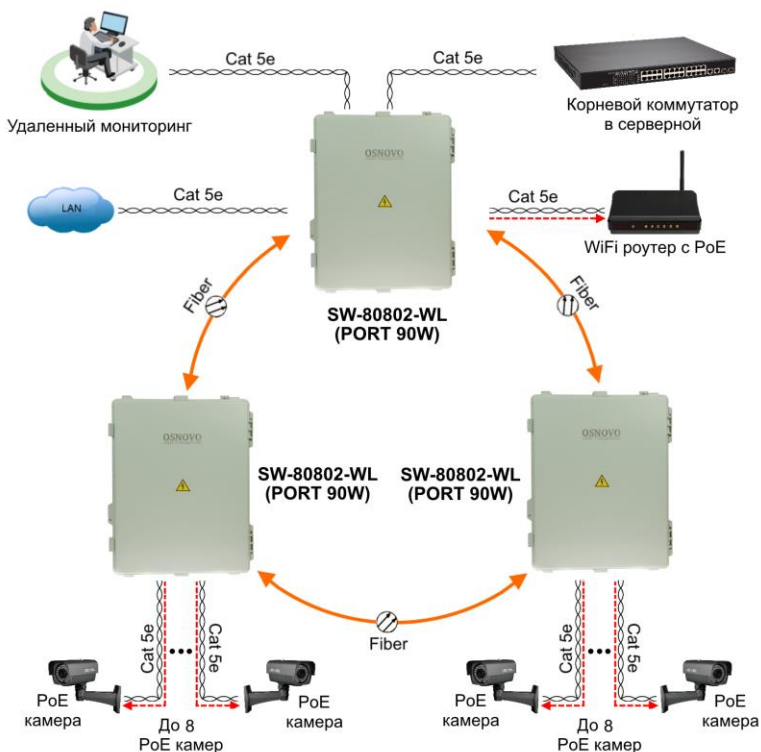 Cat 5e
Cat 5e
Удаленный мониторинг
Корневой коммутатор
в серверной
OSNOVO
LAN
Cat 5e
Cat 5e
WiFi роутер с PoE
Fiber
Fiber
SW-80802-WL
(PORT 90W)
OSNOVO
OSNOVO
SW-80802-WL
(PORT 90W)
SW-80802-WL
(PORT 90W)
Fiber
Cat 5e
Cat 5e
Cat 5e
Cat 5e
PoE
камера
PoE
камера
До 8
PoE камер
PoE
камера
PoE
камера
До 8
PoE камер